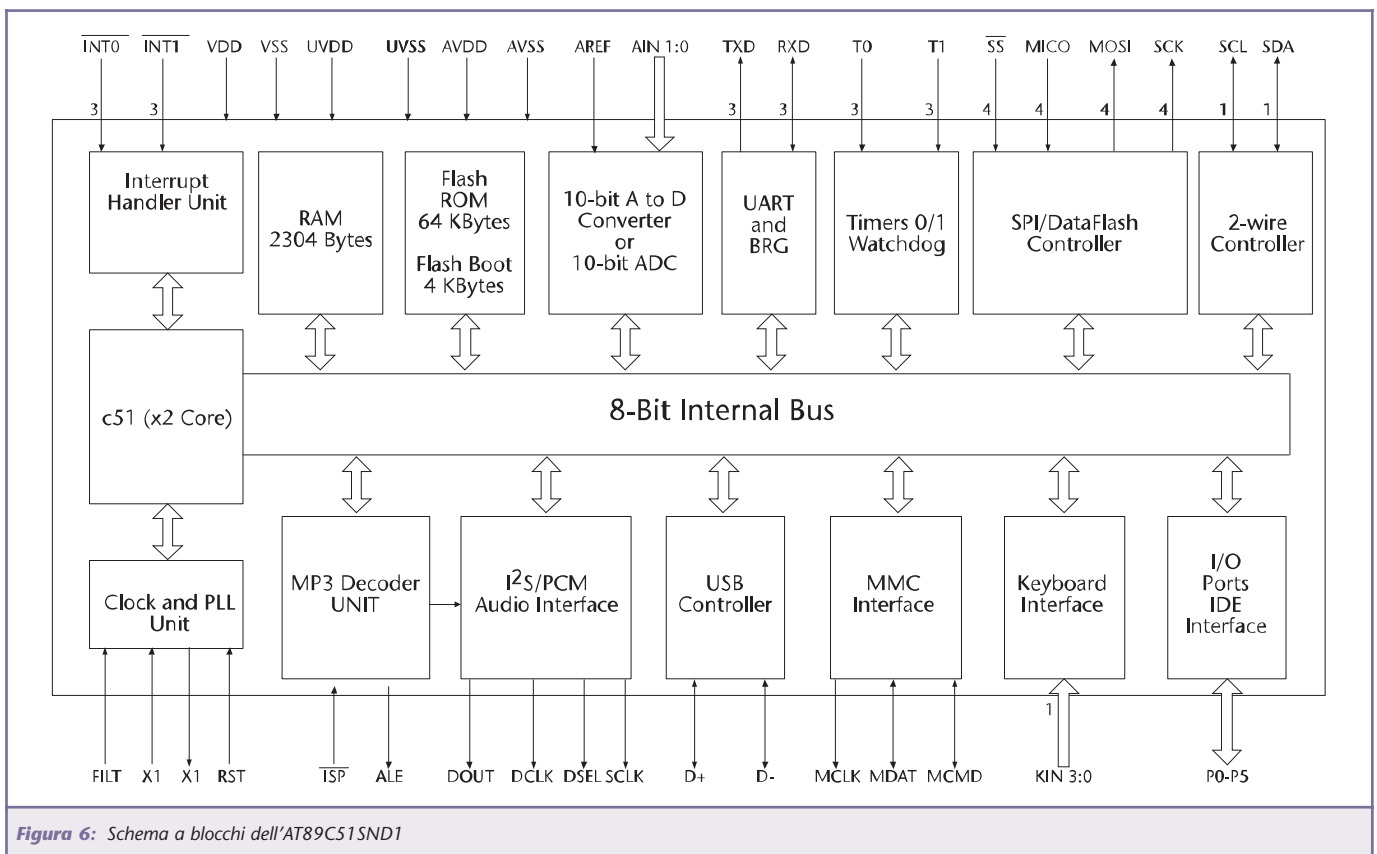 INT0 INT1 VDD VSS UVDD UVSS AVDD AVSS AREF AIN 1:0 TXD RXD T0 T1 SS MICO MOSI SCK SCL SDA
3 3 3 3 3 3 4 4 4 4 1 1
Interrupt
Handler Unit
RAM
2304 Bytes
Flash
ROM
64 KBytes
Flash Boot
4 KBytes
10-bit A to D
Converter
or
10-bit ADC
UART
and
BRG
Timers 0/1
Watchdog
SPI/DataFlash
Controller
2-wire
Controller
c51 (x2 Core)
8-Bit Internal Bus
Clock and PLL
Unit
MP3 Decoder
UNIT
I²S/PCM
Audio Interface
USB
Controller
MMC
Interface
Keyboard
Interface
I/O
Ports
IDE
Interface
1
FILT X1 X1 RST ISP ALE DOUT DCLK DSEL SCLK D+ D- MCLK MDAT MCMD KIN 3:0 P0-P5
Figura 6: Schema a blocchi dell'AT89C51SND1